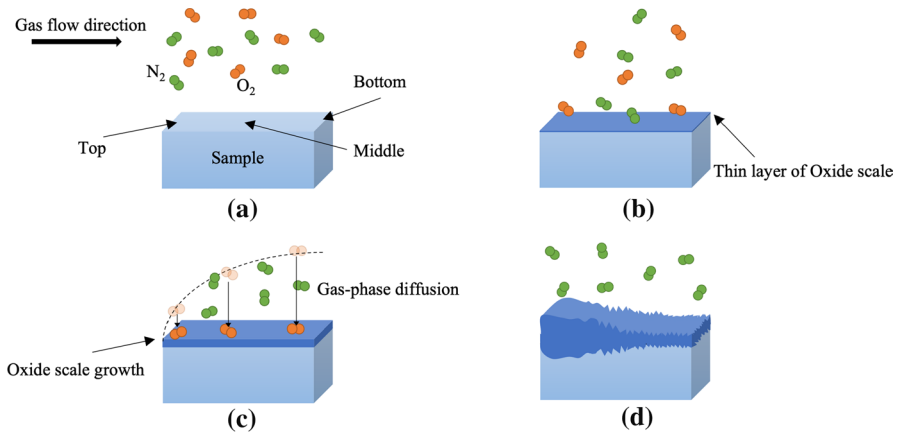 Gas flow direction
N2
O2
Bottom
Top
Sample
Middle
(a)
Thin layer of Oxide scale
(b)
Gas-phase diffusion
Oxide scale growth
(c)
(d)